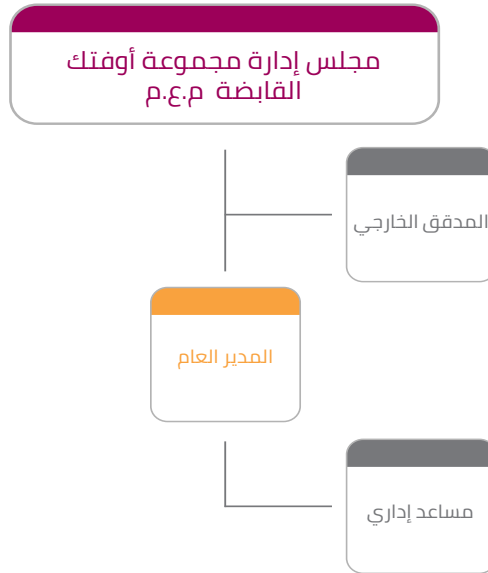 مجلس إدارة مجموعة أوفتك
القابضة م.ع.م
المدقق الخارجي
المدير العام
مساعد إداري